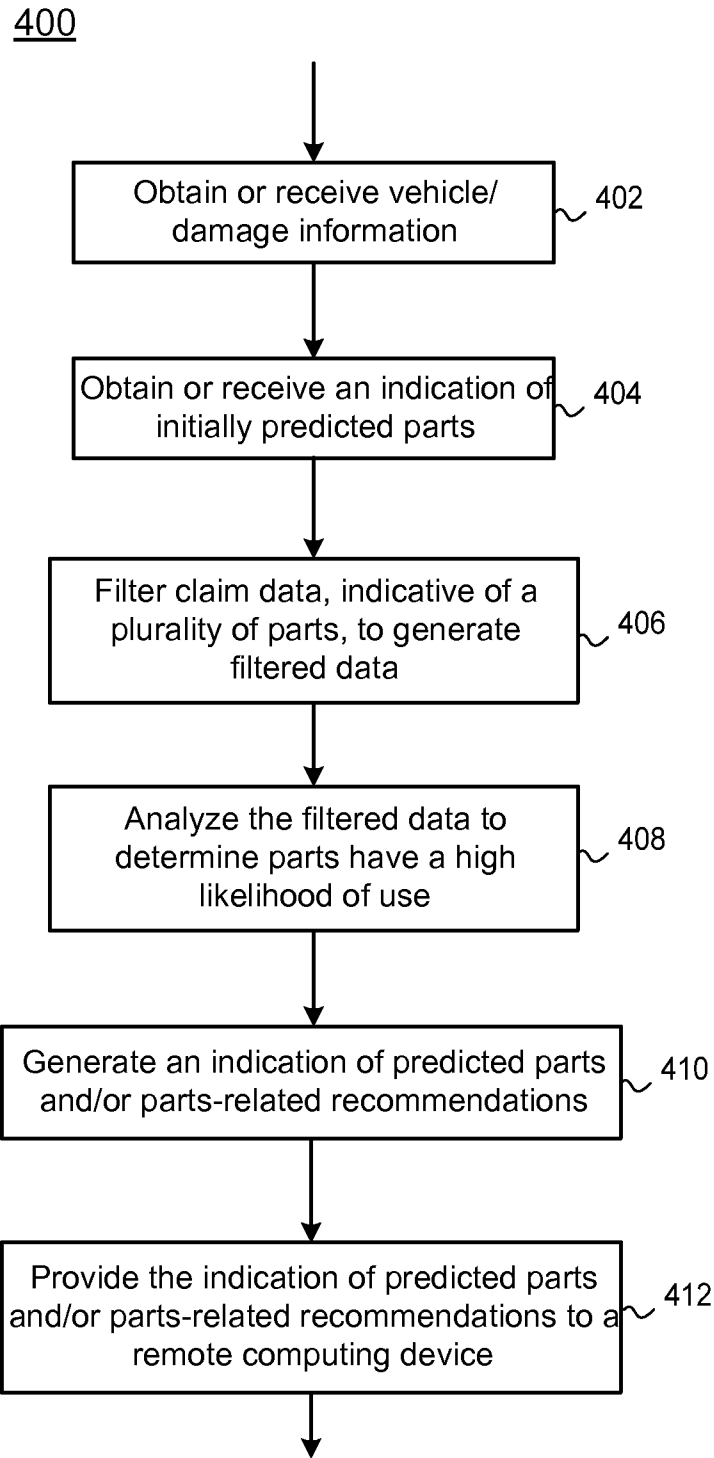 400
Obtain or receive vehicle/
damage information
402
Obtain or receive an indication of
initially predicted parts
404
Filter claim data, indicative of a
plurality of parts, to generate
filtered data
406
Analyze the filtered data to
determine parts have a high
likelihood of use
408
Generate an indication of predicted parts
and/or parts-related recommendations
410
Provide the indication of predicted parts
and/or parts-related recommendations to a
remote computing device
412